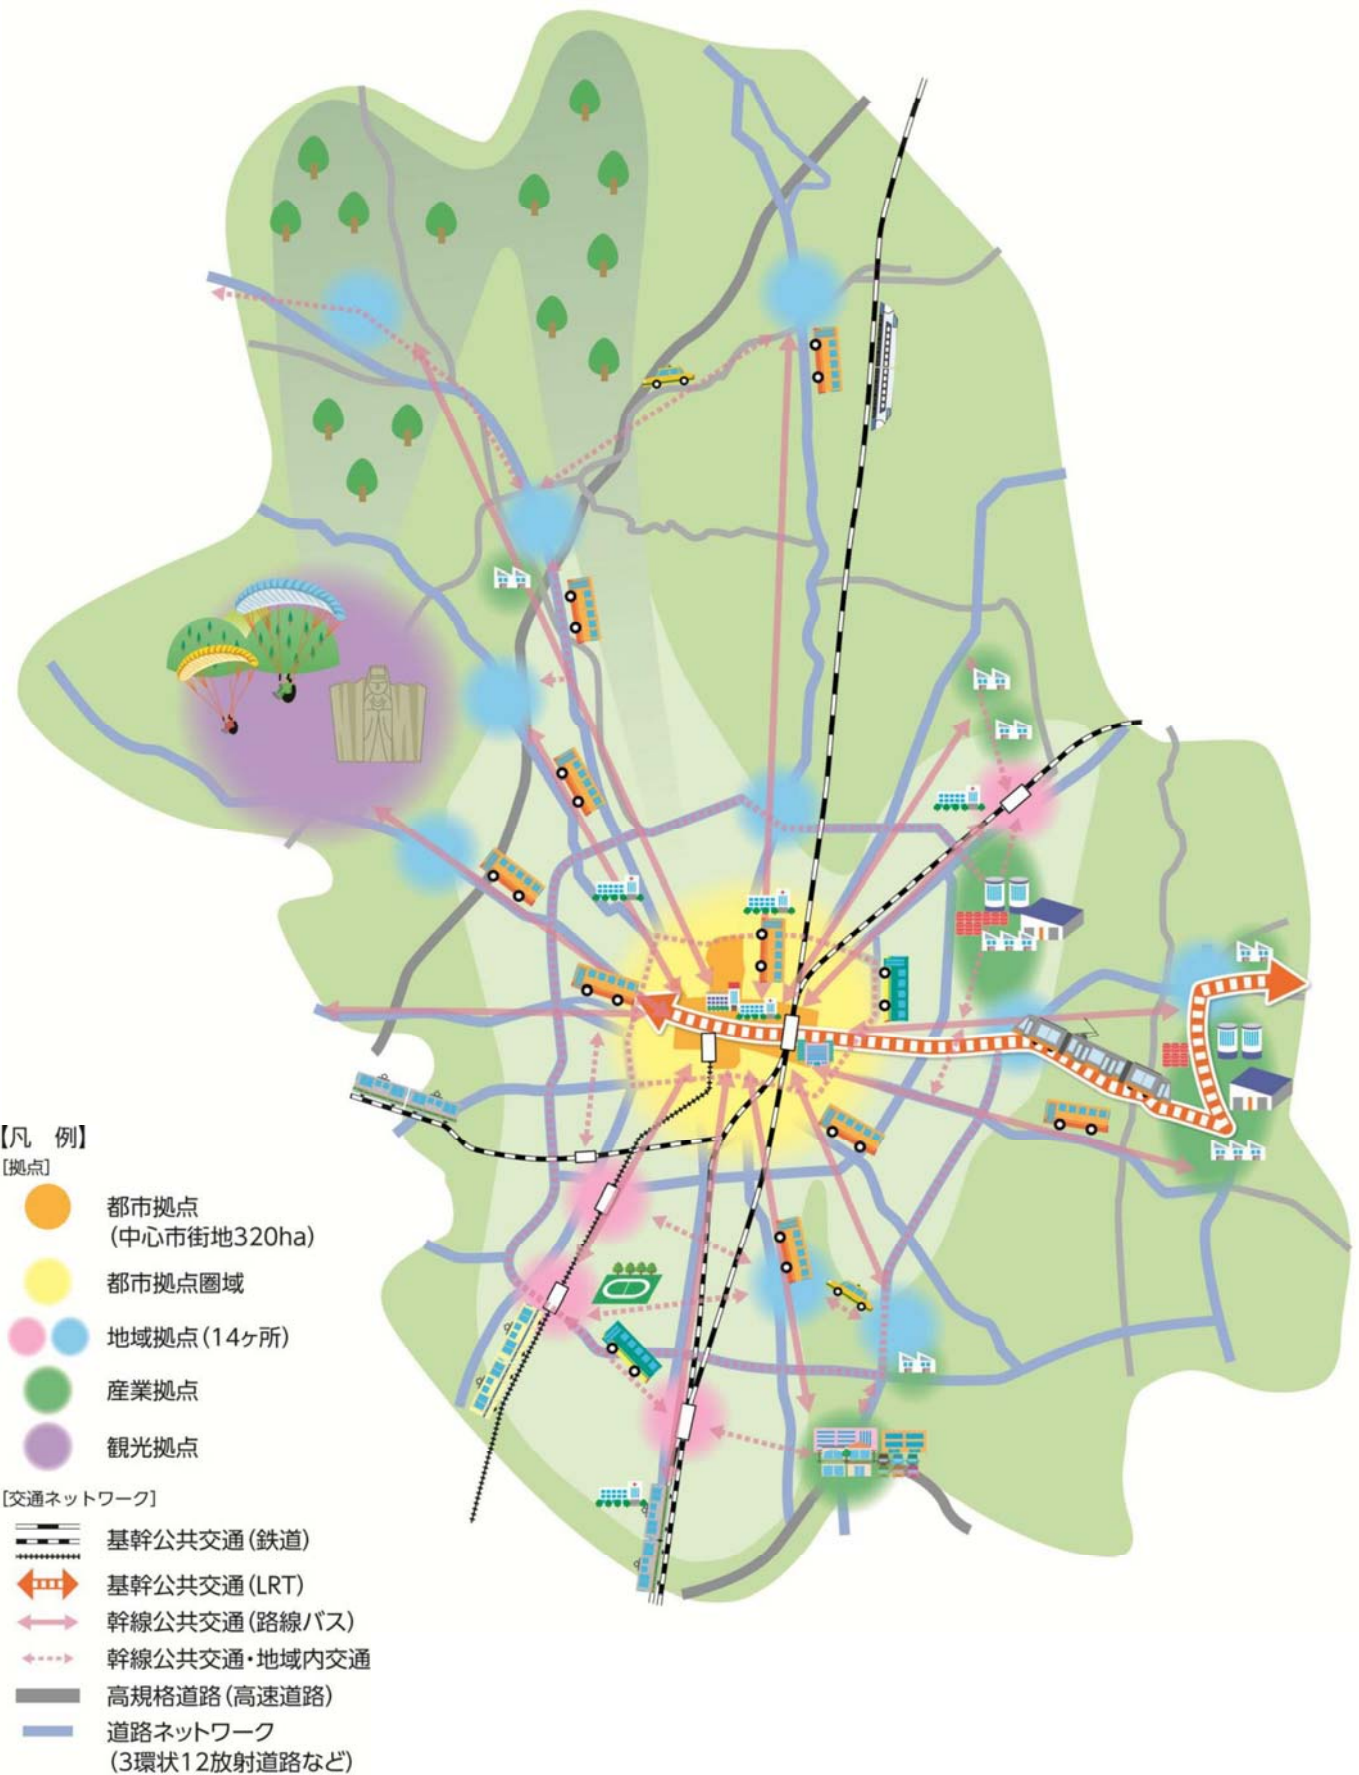 【凡　例】
[拠点]
都市拠点
(中心市街地320ha)
都市拠点圏域
地域拠点(14ヶ所)
産業拠点
観光拠点
[交通ネットワーク]
基幹公共交通(鉄道)
基幹公共交通(LRT)
幹線公共交通(路線バス)
幹線公共交通・地域内交通
高規格道路(高速道路)
道路ネットワーク
(3環状12放射道路など)